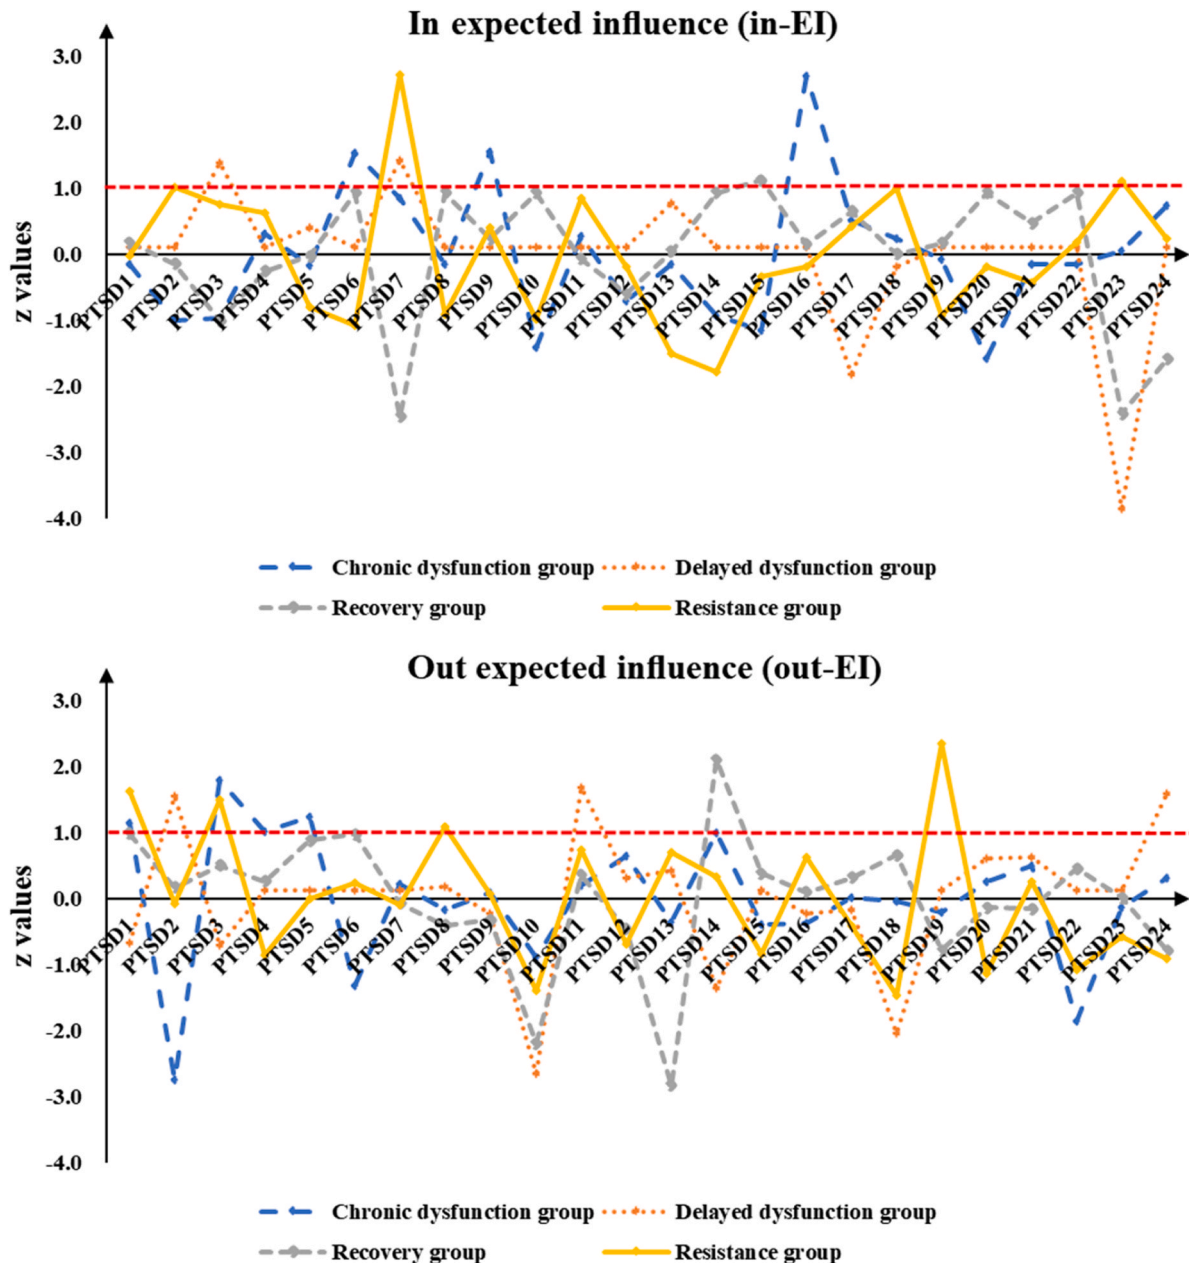 In expected influence (in-EI)
3.0
2.0
1.0
0.0
-1.0
-2.0
-3.0
-4.0
z values
PTSD1
PTSD2
PTSD3
PTSD4
PTSD5
PTSD6
PTSD7
PTSD8
PTSD9
PTSD10
PTSD11
PTSD12
PTSD13
PTSD14
PTSD15
PTSD16
PTSD17
PTSD18
PTSD19
PTSD20
PTSD21
PTSD22
PTSD23
PTSD24
Chronic dysfunction group Delayed dysfunction group
Recovery group Resistance group
Out expected influence (out-EI)
3.0
2.0
1.0
0.0
-1.0
-2.0
-3.0
-4.0
z values
PTSD1
PTSD2
PTSD3
PTSD4
PTSD5
PTSD6
PTSD7
PTSD8
PTSD9
PTSD10
PTSD11
PTSD12
PTSD13
PTSD14
PTSD15
PTSD16
PTSD17
PTSD18
PTSD19
PTSD20
PTSD21
PTSD22
PTSD23
PTSD24
Chronic dysfunction group Delayed dysfunction group
Recovery group Resistance group